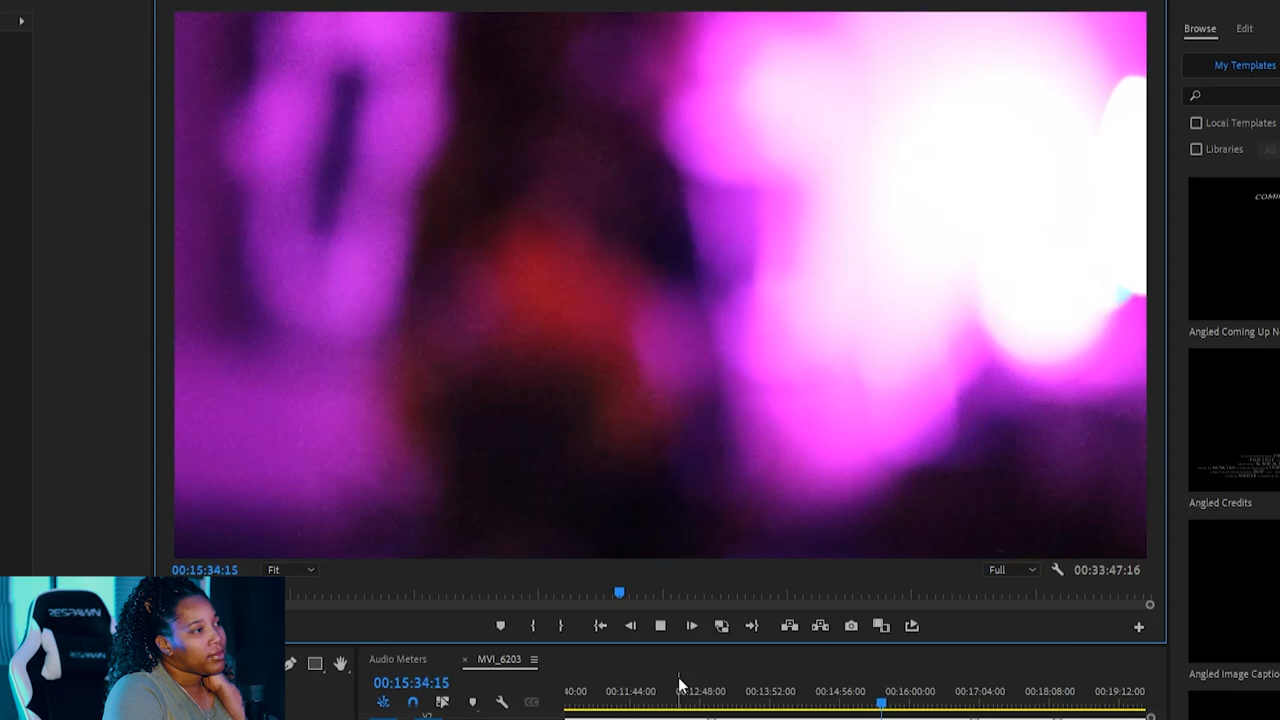 Browse Edit
My Templates
Local Templates
Libraries
COMI
Angled Coming Up N
Angled Credits
Angled Image Captio
00:15:34:15 Fit Full 00:33:47:16
RESPAWN
Audio Meters × MVI_6203
00:15:34:15
40:00 00:11:44:00 00:12:48:00 00:13:52:00 00:14:56:00 00:16:00:00 00:17:04:00 00:18:08:00 00:19:12:00